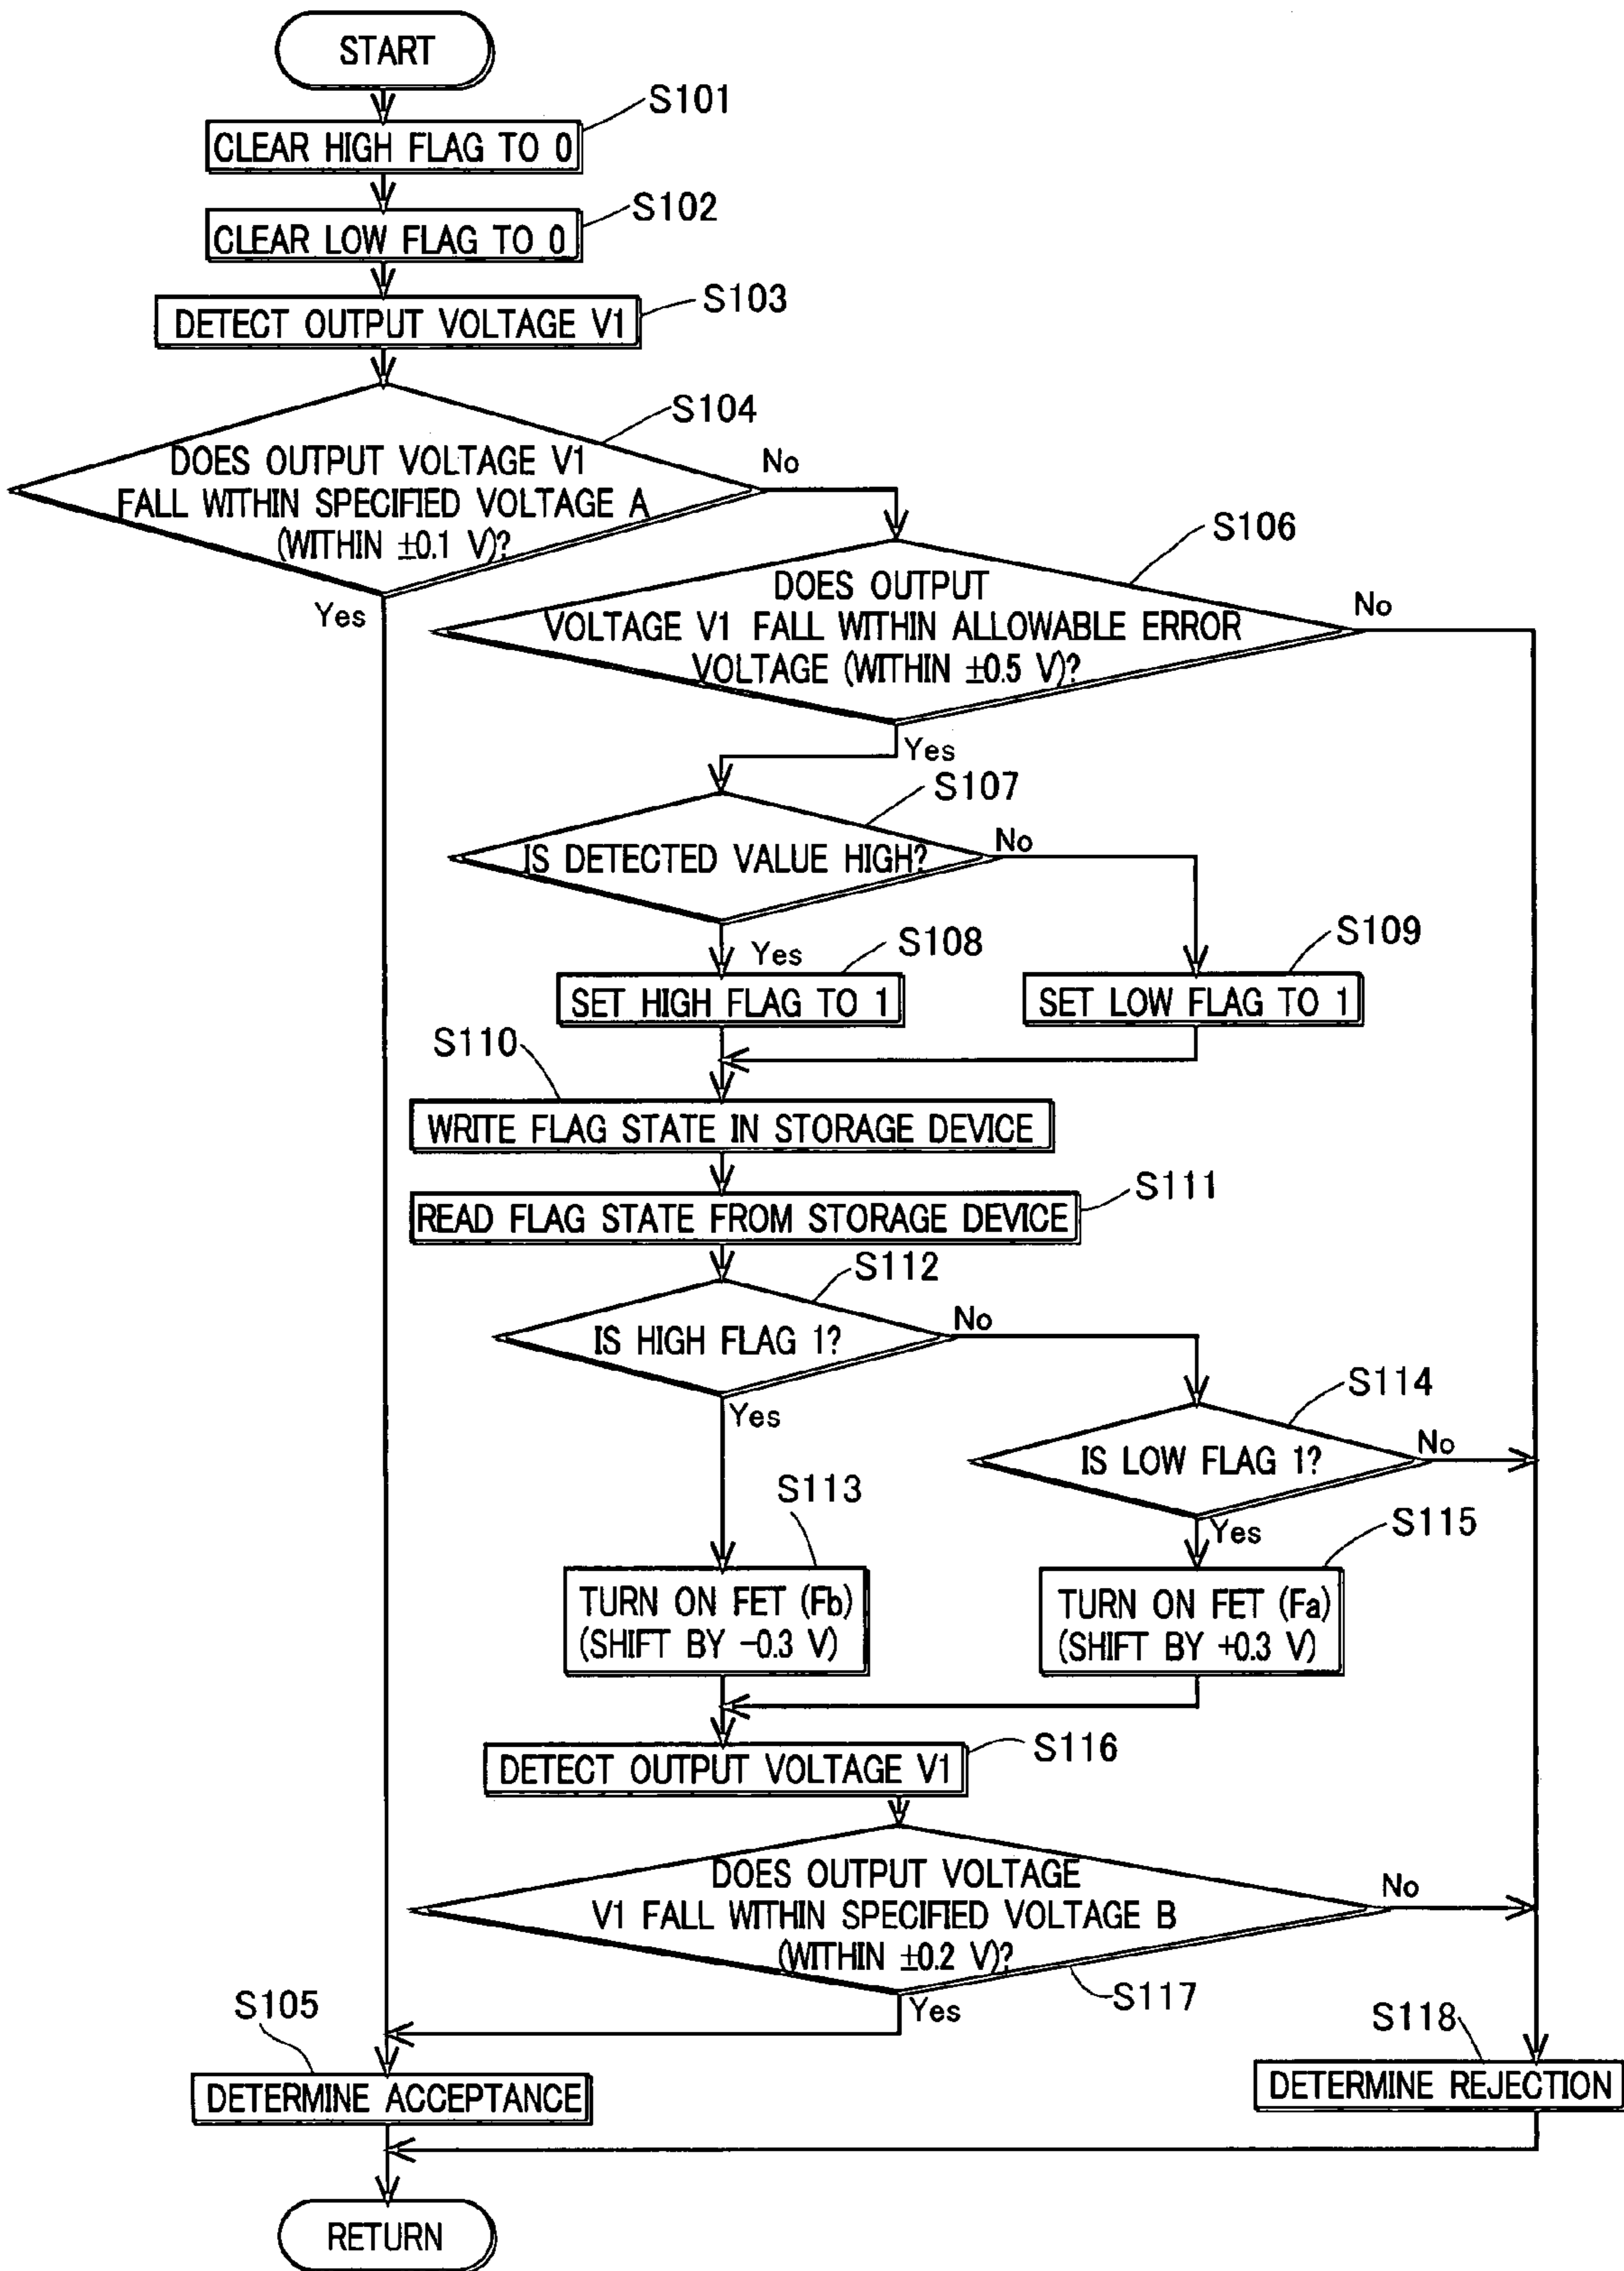 START
S101
CLEAR HIGH FLAG TO 0
S102
CLEAR LOW FLAG TO 0
S103
DETECT OUTPUT VOLTAGE V1
S104
DOES OUTPUT VOLTAGE V1
FALL WITHIN SPECIFIED VOLTAGE A
(WITHIN ±0.1 V)?
No
Yes
S106
DOES OUTPUT
VOLTAGE V1 FALL WITHIN ALLOWABLE ERROR
VOLTAGE (WITHIN ±0.5 V)?
No
Yes
S107
IS DETECTED VALUE HIGH?
No
Yes
S108
SET HIGH FLAG TO 1
S109
SET LOW FLAG TO 1
S110
WRITE FLAG STATE IN STORAGE DEVICE
S111
READ FLAG STATE FROM STORAGE DEVICE
S112
IS HIGH FLAG 1?
No
Yes
S114
IS LOW FLAG 1?
No
Yes
S113
TURN ON FET (Fb)
(SHIFT BY −0.3 V)
S115
TURN ON FET (Fa)
(SHIFT BY +0.3 V)
S116
DETECT OUTPUT VOLTAGE V1
DOES OUTPUT VOLTAGE
V1 FALL WITHIN SPECIFIED VOLTAGE B
(WITHIN ±0.2 V)?
No
S117
Yes
S105
DETERMINE ACCEPTANCE
S118
DETERMINE REJECTION
RETURN